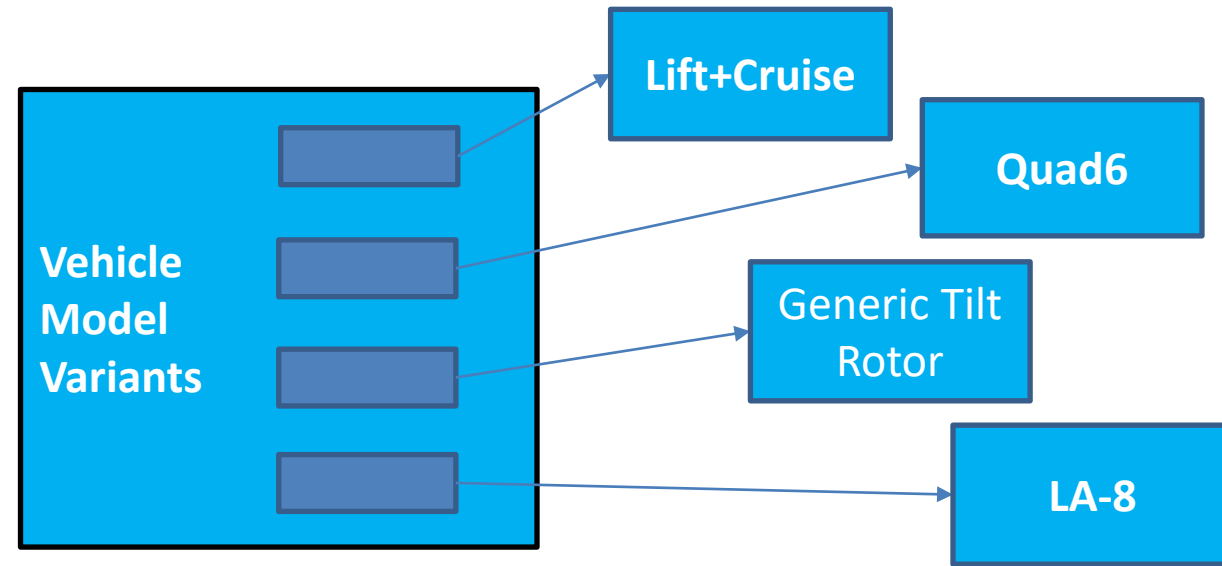 Lift+Cruise
Quad6
Vehicle
Model
Variants
Generic Tilt
Rotor
LA-8